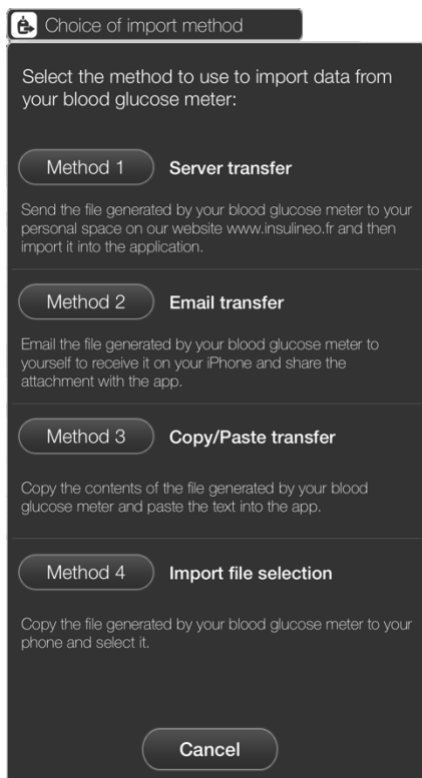 Choice of import method
Select the method to use to import data from
your blood glucose meter:
Method 1 Server transfer
Send the file generated by your blood glucose meter to your
personal space on our website www.insulineo.fr and then
import it into the application.
Method 2 Email transfer
Email the file generated by your blood glucose meter to
yourself to receive it on your iPhone and share the
attachment with the app.
Method 3 Copy/Paste transfer
Copy the contents of the file generated by your blood
glucose meter and paste the text into the app.
Method 4 Import file selection
Copy the file generated by your blood glucose meter to your
phone and select it.
Cancel